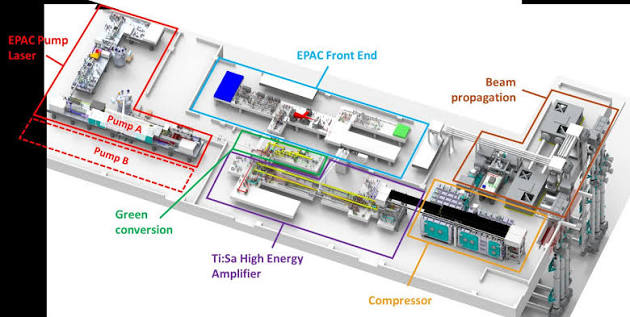 EPAC Pump
Laser
EPAC Front End
Beam
propagation
Pump A
Pump B
Green
conversion
Ti:Sa High Energy
Amplifier
Compressor